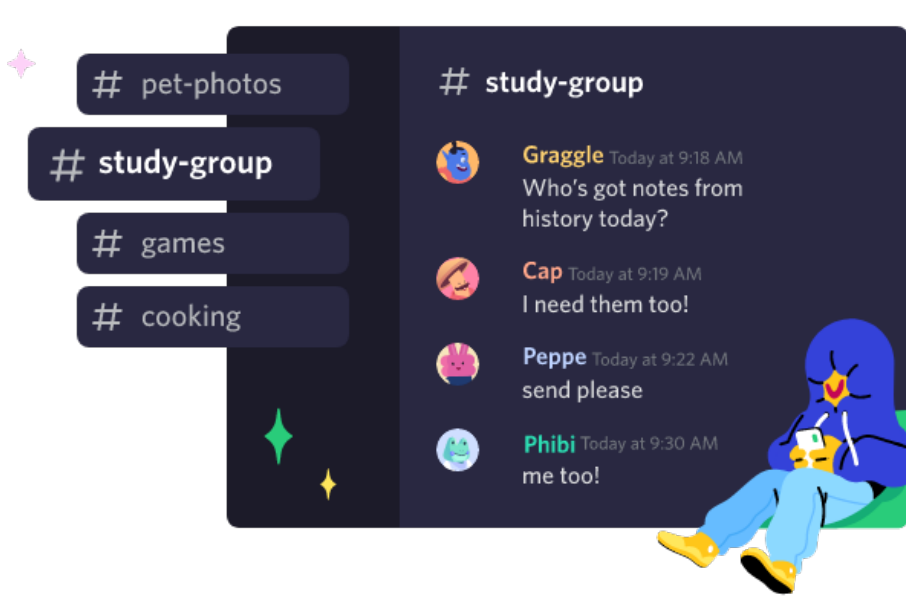 # pet-photos
# study-group
# games
# cooking
# study-group
Graggle Today at 9:18 AM
Who's got notes from
history today?
Cap Today at 9:19 AM
I need them too!
Peppe Today at 9:22 AM
send please
Phibi Today at 9:30 AM
me too!